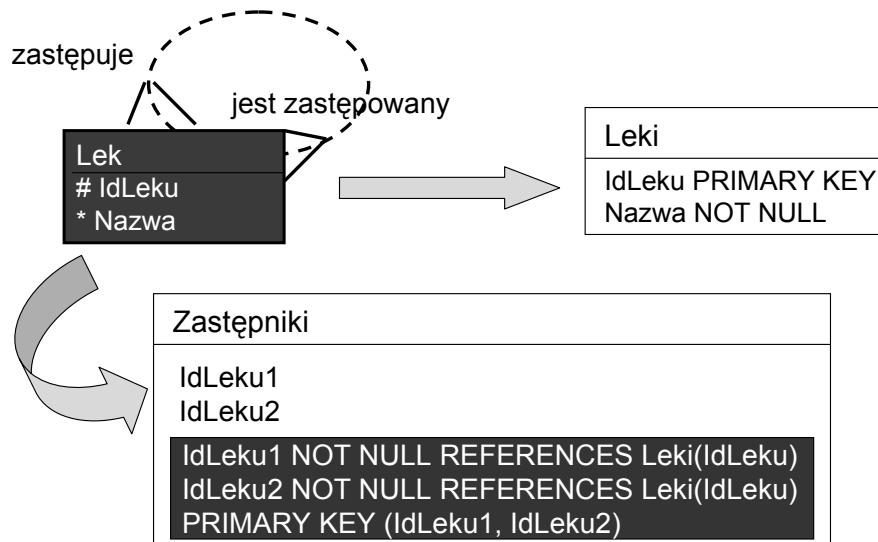 zastępuje
jest zastępowany
Lek
# IdLeku
* Nazwa
Leki
IdLeku PRIMARY KEY
Nazwa NOT NULL
Zastępniki
IdLeku1
IdLeku2
IdLeku1 NOT NULL REFERENCES Leki(IdLeku)
IdLeku2 NOT NULL REFERENCES Leki(IdLeku)
PRIMARY KEY (IdLeku1, IdLeku2)